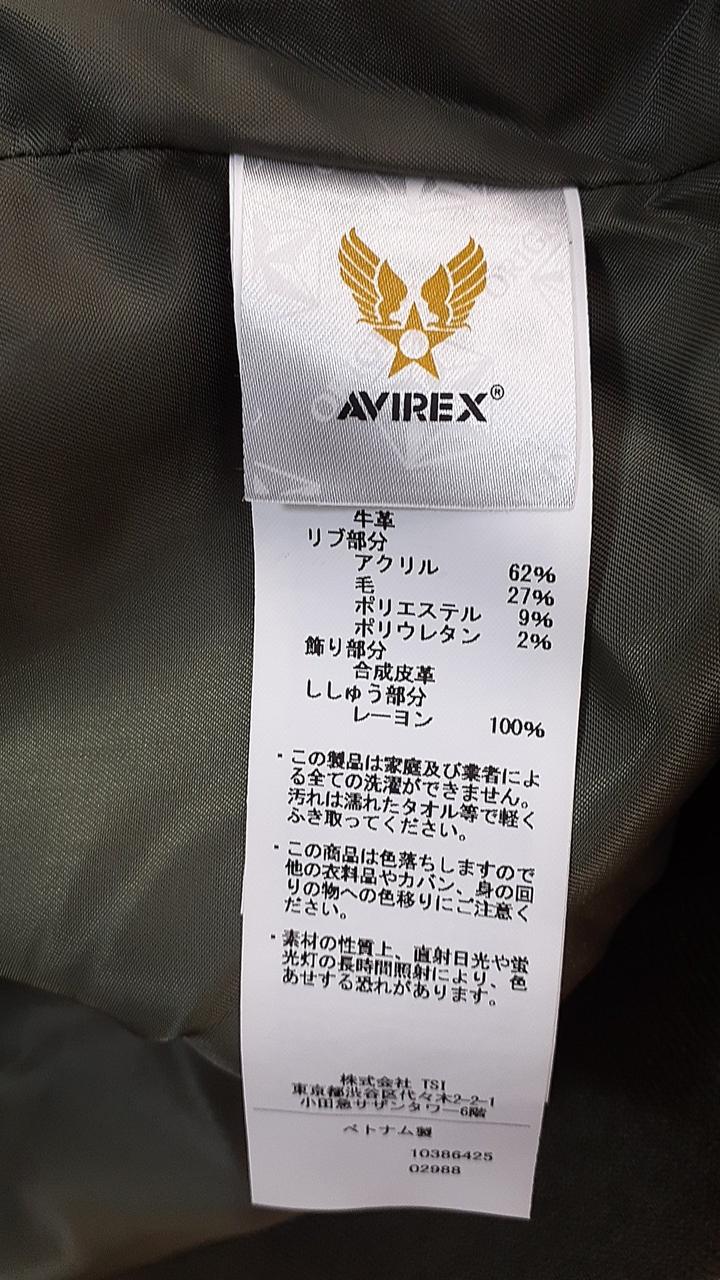 AVIREX®
牛革
リブ部分
アクリル 62%
毛 27%
ポリエステル 9%
ポリウレタン 2%
飾り部分
合成皮革
ししゅう部分
レーヨン 100%
・この製品は家庭及び業者によ
る全ての洗濯ができません。
汚れは濡れたタオル等で軽く
ふき取ってください。
・この商品は色落ちしますので
他の衣料品やカバン、身の回
りの物への色移りにご注意く
ださい。
・素材の性質上、直射日光や蛍
光灯の長時間照射により、色
あせする恐れがあります。
株式会社 TSI
東京都渋谷区代々木2-2-1
小田急サザンタワー6階
ベトナム製
10386425
02988